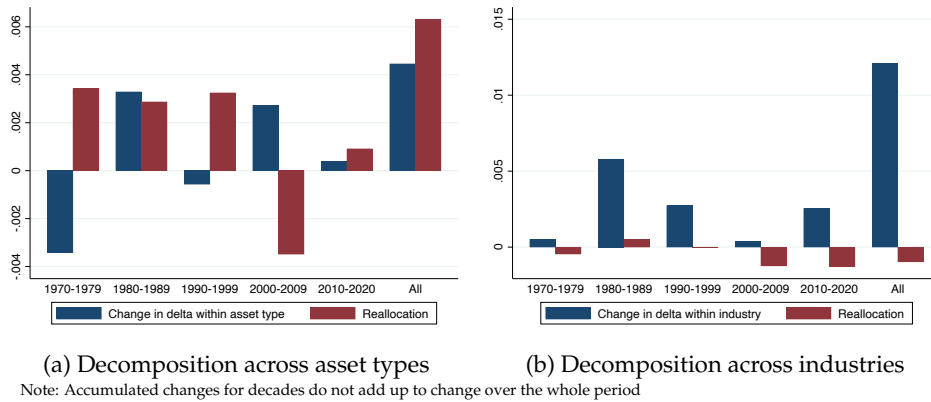 .006
.004
.002
0
-.002
-.004
1970-1979 1980-1989 1990-1999 2000-2009 2010-2020 All
Change in delta within asset type Reallocation
(a) Decomposition across asset types
.015
.01
.005
0
1970-1979 1980-1989 1990-1999 2000-2009 2010-2020 All
Change in delta within industry Reallocation
(b) Decomposition across industries
Note: Accumulated changes for decades do not add up to change over the whole period